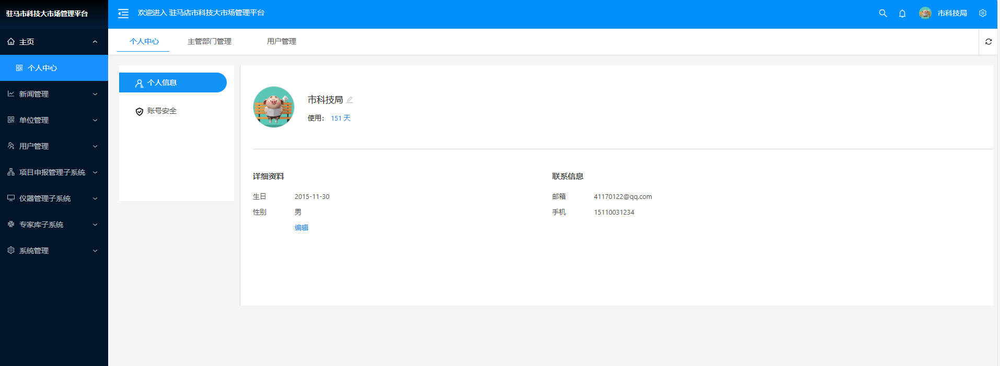 驻马市科技大市场管理平台
欢迎进入 驻马店市科技大市场管理平台
市科技局
主页
个人中心
新闻管理
单位管理
用户管理
项目申报管理子系统
仪器管理子系统
专家库子系统
系统管理
个人中心 主管部门管理 用户管理
个人信息
账号安全
市科技局
使用： 151 天
详细资料
生日 2015-11-30
性别 男
编辑
联系信息
邮箱 41170122@qq.com
手机 15110031234